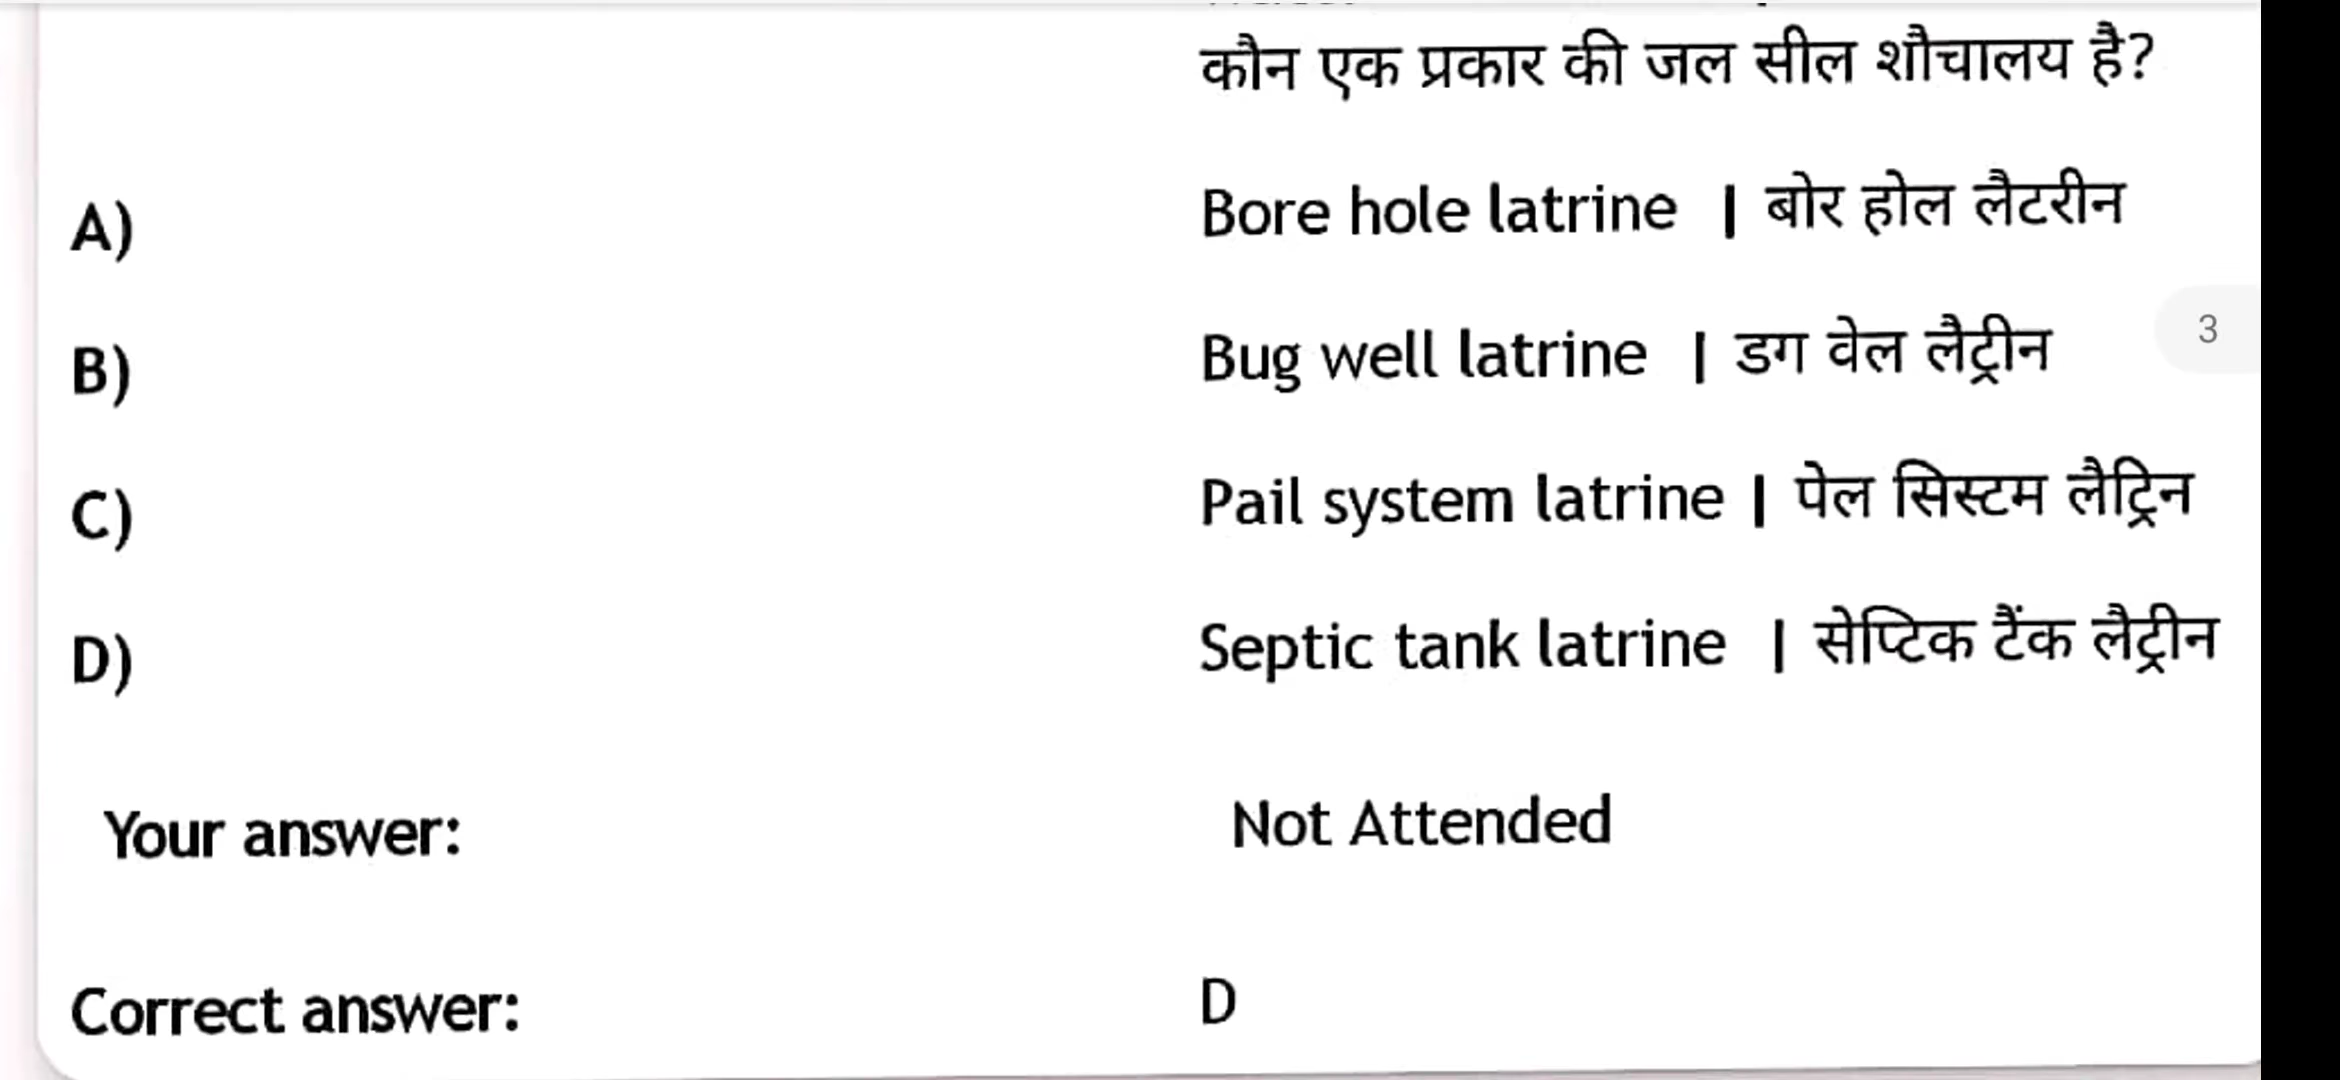 कौन एक प्रकार की जल सील शौचालय है?
A) Bore hole latrine | बोर होल लैटरीन
B) Bug well latrine | डग वेल लैट्रीन
3
C) Pail system latrine | पेल सिस्टम लैट्रिन
D) Septic tank latrine | सेप्टिक टैंक लैट्रीन
Your answer: Not Attended
Correct answer: D